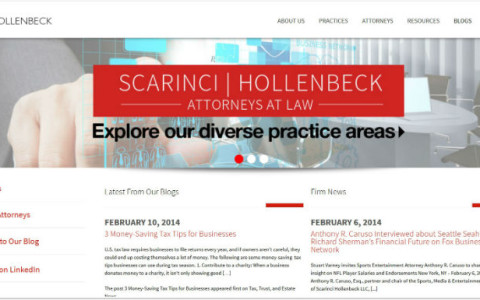 HOLLENBECK
ABOUT US PRACTICES ATTORNEYS RESOURCES BLOGS
SCARINCI | HOLLENBECK
ATTORNEYS AT LAW
Explore our diverse practice areas
Attorneys
to Our Blog
on LinkedIn
Latest From Our Blogs
FEBRUARY 10, 2014
3 Money-Saving Tax Tips for Businesses
U.S. tax law requires businesses to file returns every year, and if owners aren't careful, they
could end up costing themselves a lot of money. The following are some money-saving tax
tips businesses can use during tax season. 1. Contribute to charity! When a business
donates money to a charity, it isn't only showing good [...]
The post 3 Money-Saving Tax Tips for Businesses appeared first on Tax, Trust, and Estate
Firm News
FEBRUARY 6, 2014
Anthony R. Caruso Interviewed about Seattle Seah
Richard Sherman's Financial Future on Fox Busines
Network
Stuart Varney invites Sports Entertainment Attorney Anthony R. Caruso to sha
insight on NFL Player Salaries and Endorsements New York, NY – February 6,
Anthony R. Caruso, partner and chair of the Sports, Media & Entertainment
of Scarinci Hollenbeck LLC, [...]